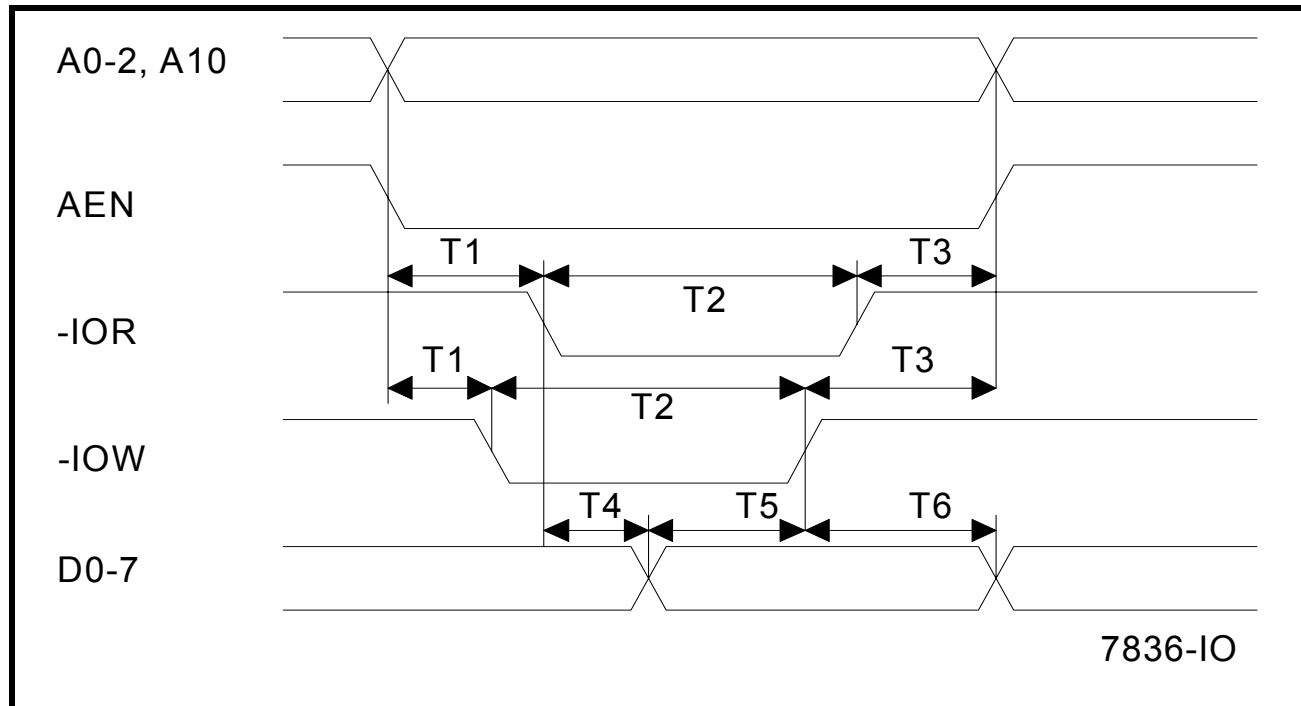 A0-2, A10
AEN
T1
T2
T3
-IOR
T1
T2
T3
-IOW
T4
T5
T6
D0-7
7836-IO